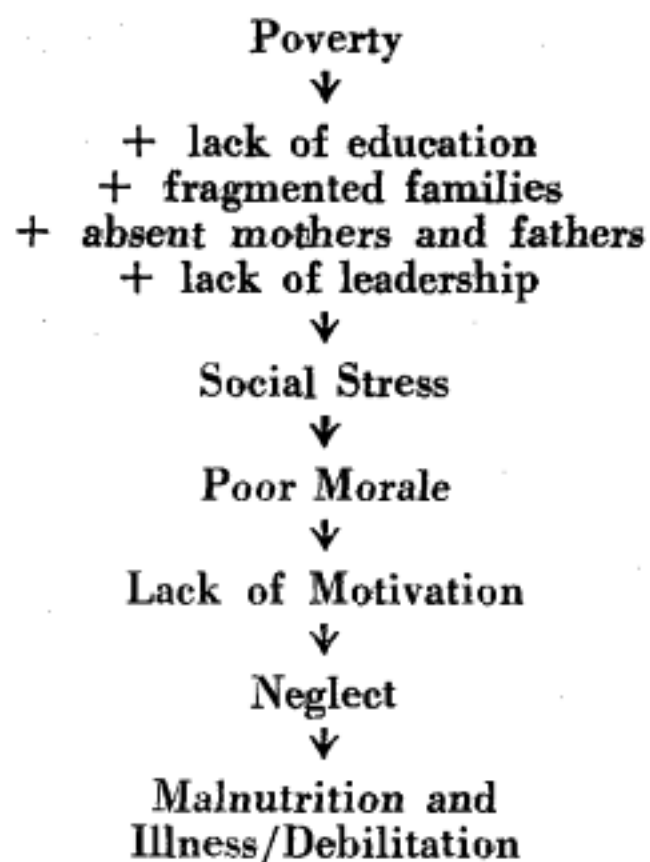 Poverty
↓
+ lack of education
+ fragmented families
+ absent mothers and fathers
+ lack of leadership
↓
Social Stress
↓
Poor Morale
↓
Lack of Motivation
↓
Neglect
↓
Malnutrition and
Illness/Debilitation